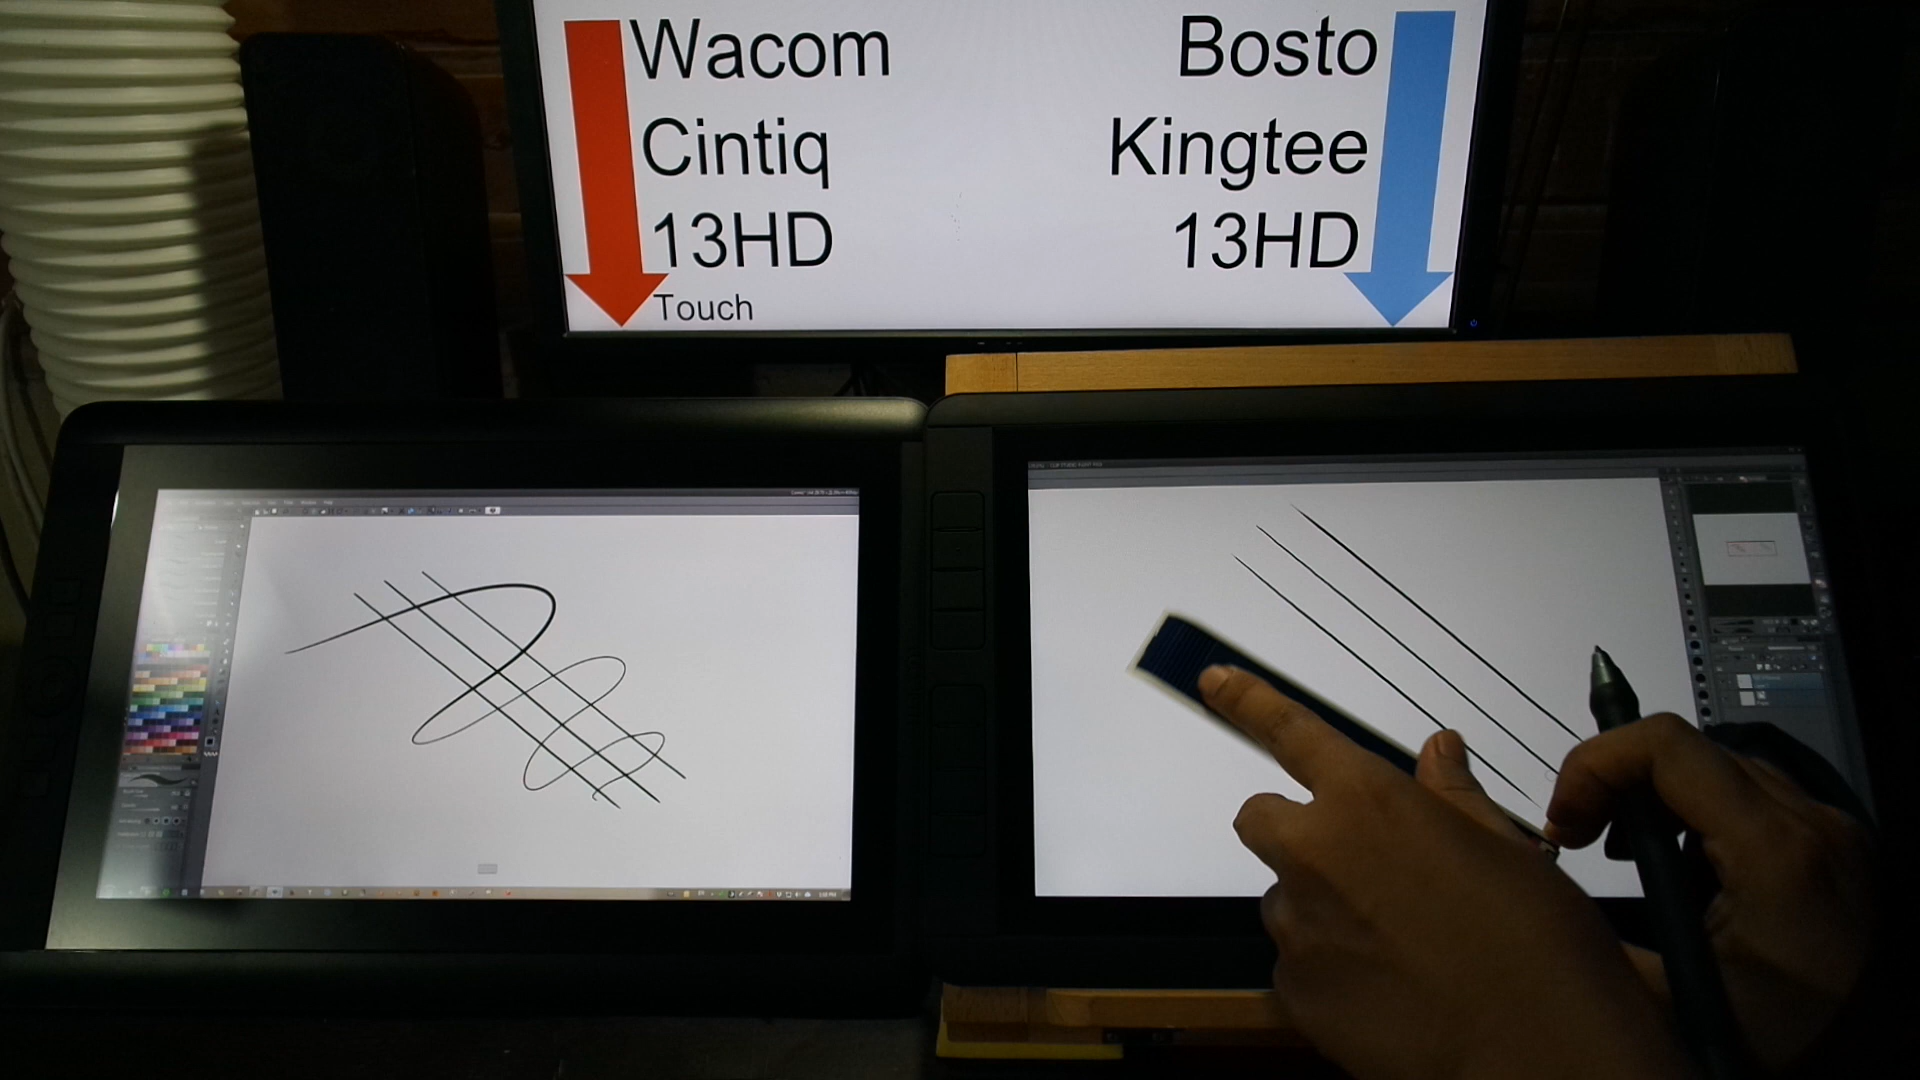 Wacom
Cintiq
13HD
Touch
Bosto
Kingtee
13HD